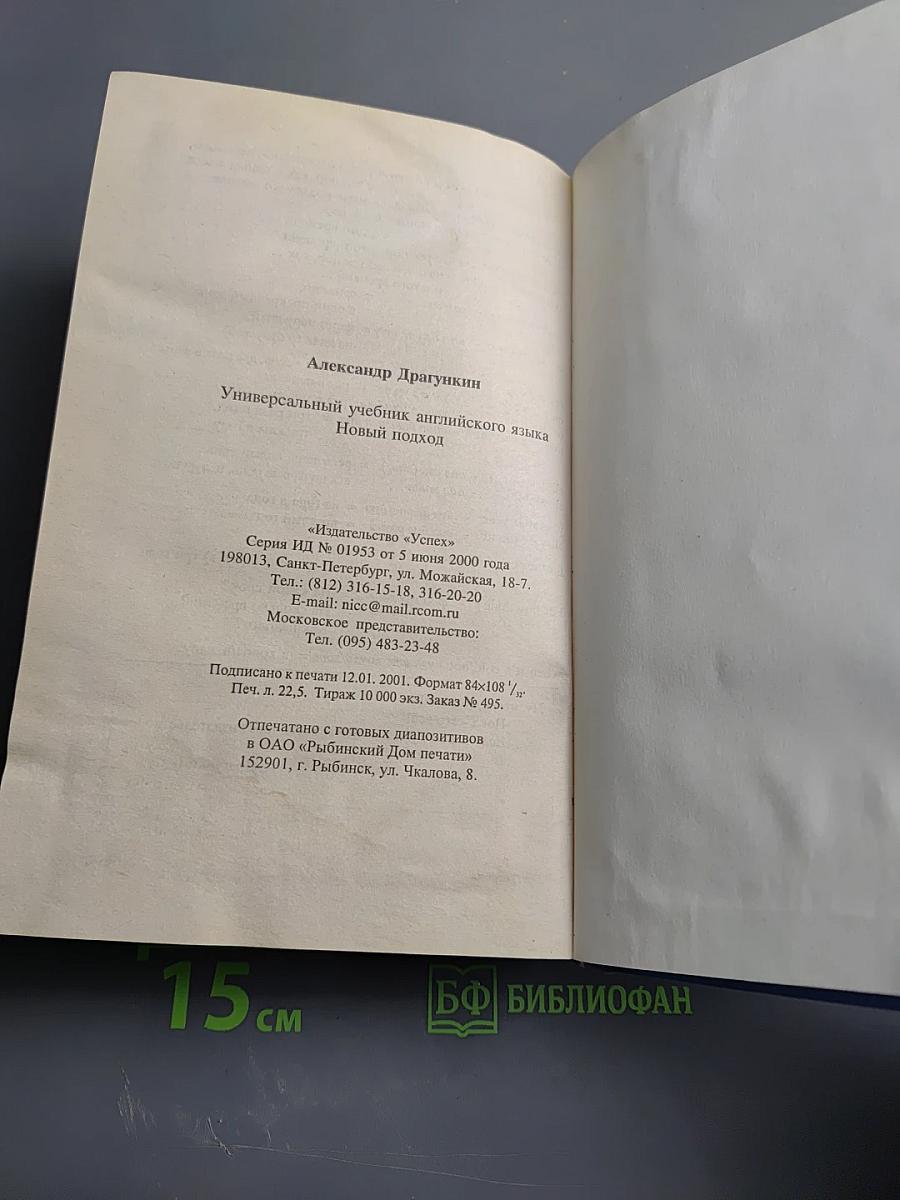 Александр Драгункин
Универсальный учебник английского языка
Новый подход
«Издательство «Успех»
Серия ИД № 01953 от 5 июня 2000 года
198013, Санкт-Петербург, ул. Можайская, 18-7.
Тел.: (812) 316-15-18, 316-20-20
E-mail: nicc@mail.rcom.ru
Московское представительство:
Тел. (095) 483-23-48
Подписано к печати 12.01. 2001. Формат 84×108 1/32.
Печ. л. 22,5. Тираж 10 000 экз. Заказ № 495.
Отпечатано с готовых диапозитивов
в ОАО «Рыбинский Дом печати»
152901, г. Рыбинск, ул. Чкалова, 8.
15 см
БФ БИБЛИОФАН